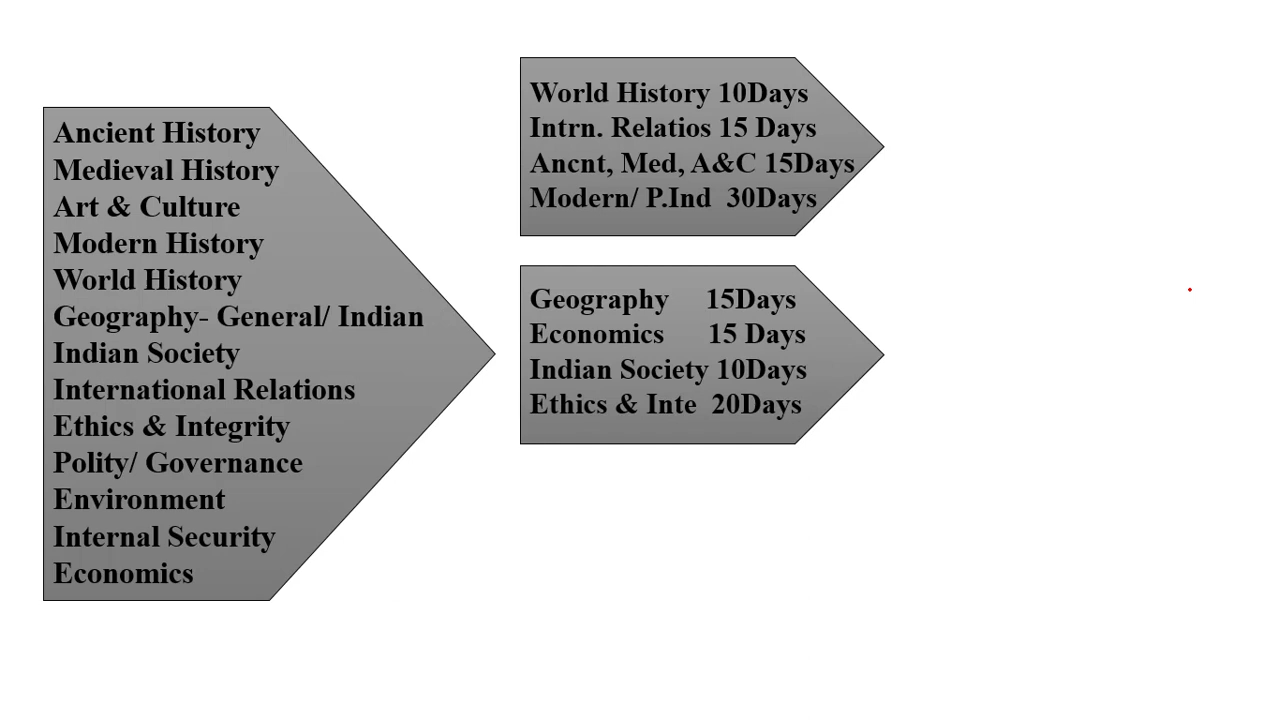 Ancient History
Medieval History
Art & Culture
Modern History
World History
Geography- General/ Indian
Indian Society
International Relations
Ethics & Integrity
Polity/ Governance
Environment
Internal Security
Economics
World History 10Days
Intrn. Relatios 15 Days
Ancnt, Med, A&C 15Days
Modern/ P.Ind 30Days
Geography 15Days
Economics 15 Days
Indian Society 10Days
Ethics & Inte 20Days